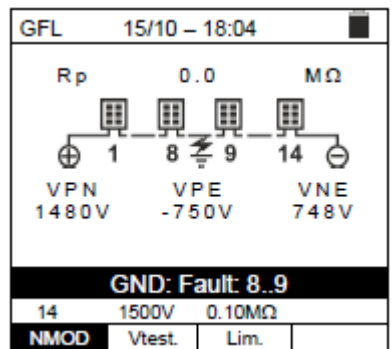 GFL 15/10 – 18:04
Rp 0.0 MΩ
1 8 9 14
VPN VPE VNE
1480V -750V 748V
GND: Fault: 8..9
14 1500V 0.10MΩ
NMOD Vtest. Lim.